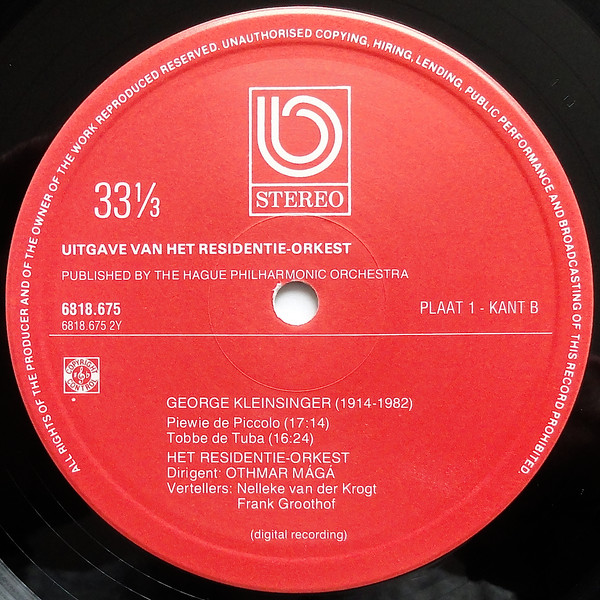 ALL RIGHTS OF THE PRODUCER AND OF THE OWNER OF THE WORK REPRODUCED RESERVED. UNAUTHORISED COPYING, HIRING, LENDING, PUBLIC PERFORMANCE AND BROADCASTING OF THIS RECORD PROHIBITED.
STEREO
33⅓
UITGAVE VAN HET RESIDENTIE-ORKEST
PUBLISHED BY THE HAGUE PHILHARMONIC ORCHESTRA
6818.675
PLAAT 1 - KANT B
6818.675 2Y
COPYRIGHT CONTROL
GEORGE KLEINSINGER (1914-1982)
Piewie de Piccolo (17:14)
Tobbe de Tuba (16:24)
HET RESIDENTIE-ORKEST
Dirigent: OTHMAR MÁGÁ
Vertellers: Nelleke van der Krogt
Frank Groothof
(digital recording)